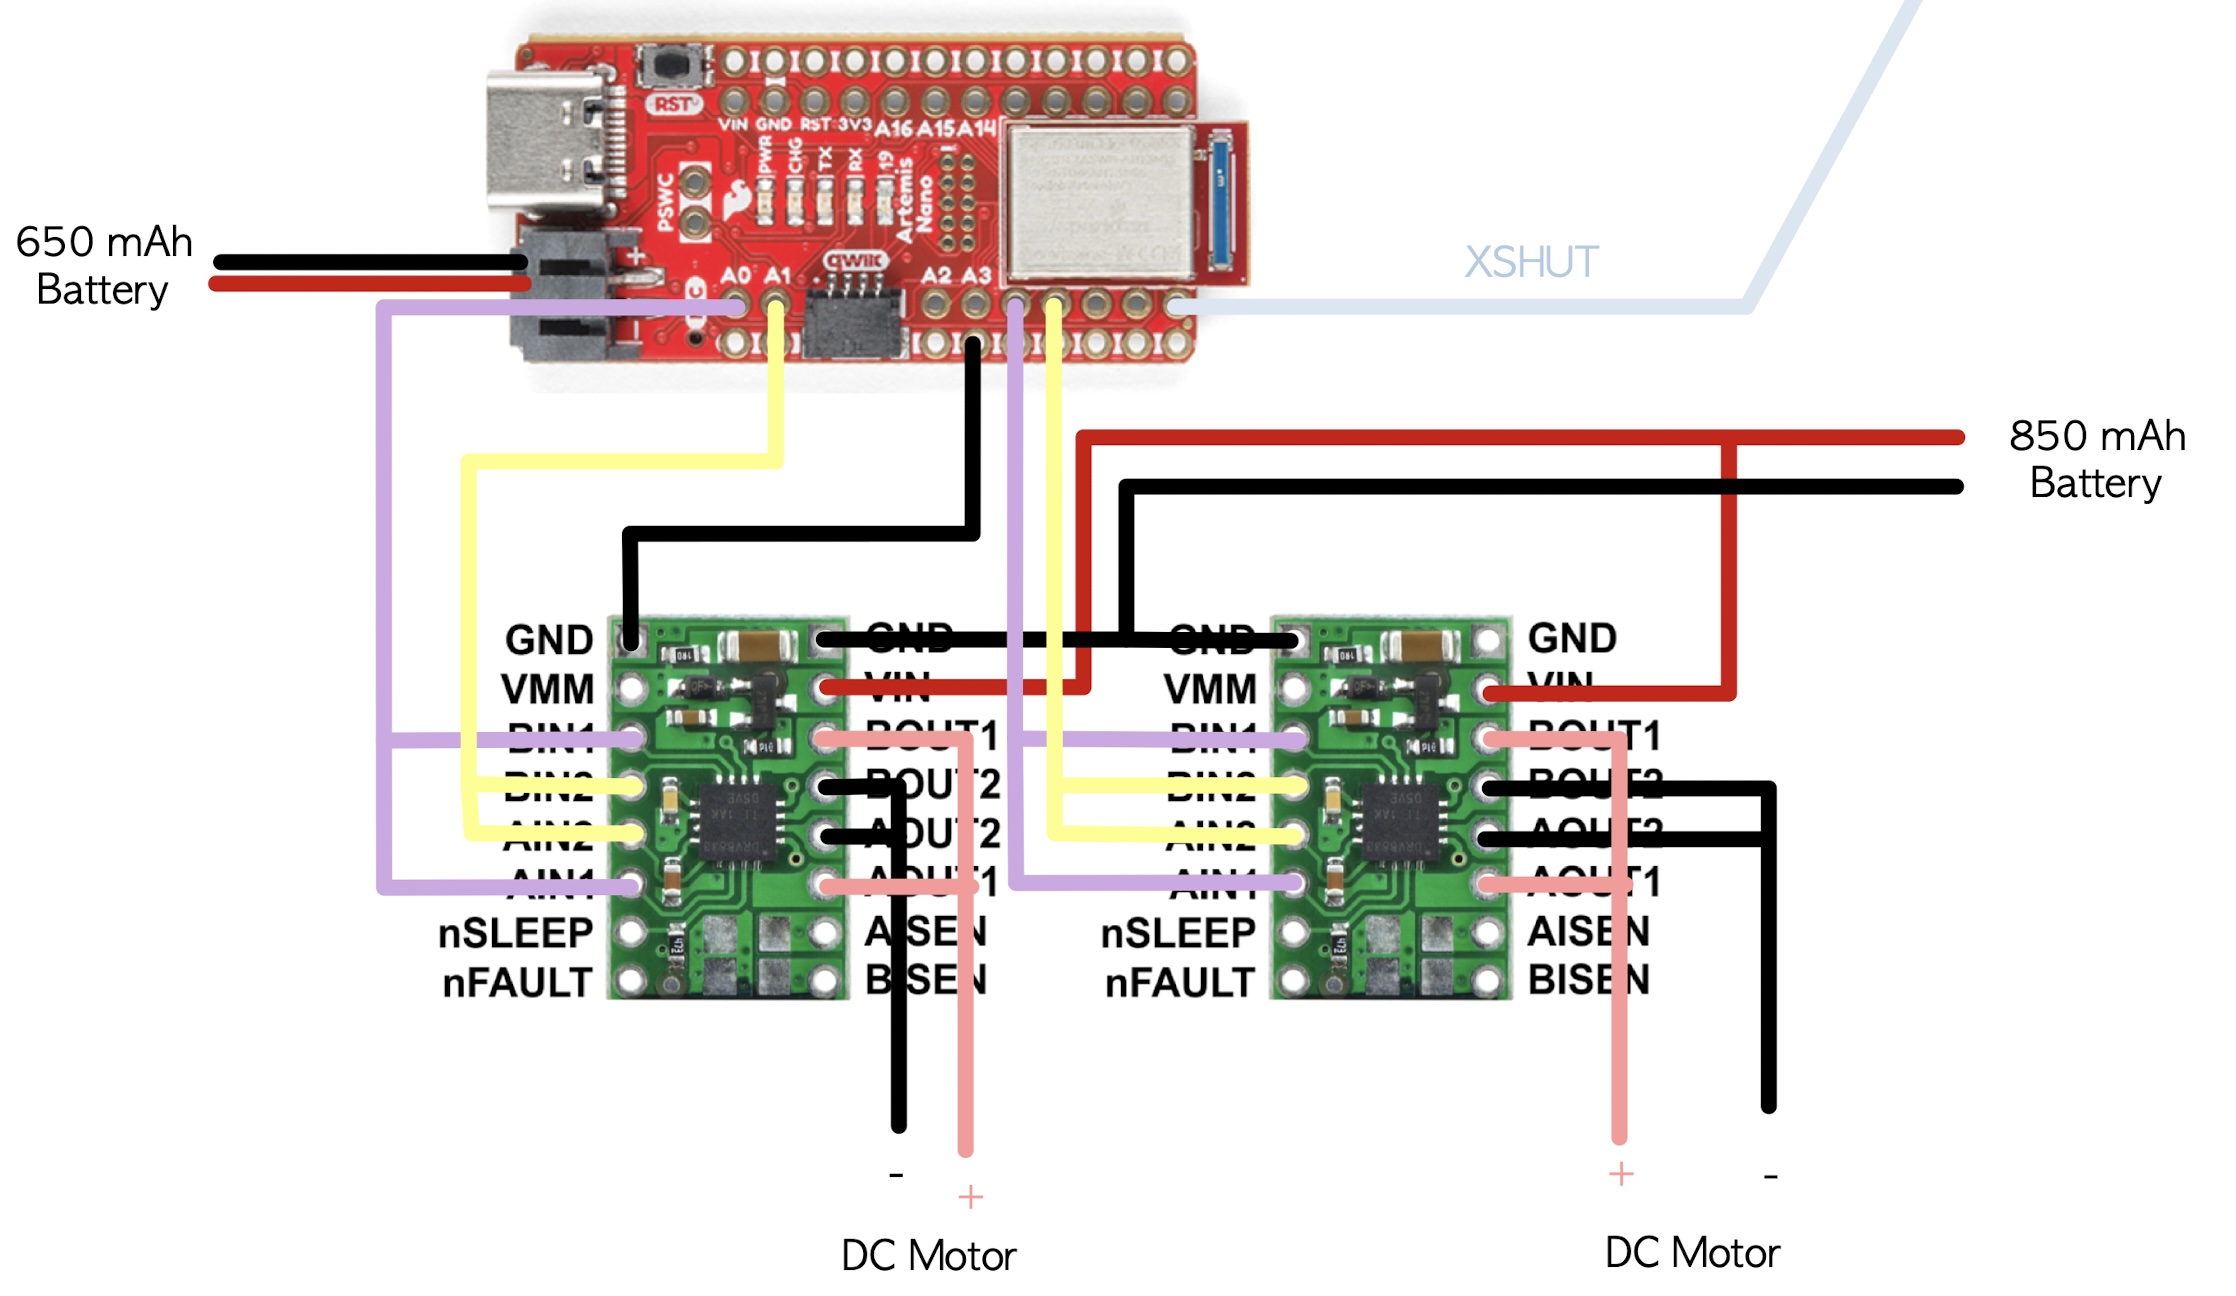 RST
VIN GND RST 3V3 A16 A15 A14
PWR
CHG
TX
RX
19
PSWC
Artemis
Nano
qwiic
+
A0 A1
A2 A3
-
650 mAh
Battery
XSHUT
850 mAh
Battery
GND
VMM
BIN1
BIN2
AIN2
AIN1
nSLEEP
nFAULT
GND
VIN
BOUT1
BOUT2
AOUT2
AOUT1
AISEN
BISEN
GND
VMM
BIN1
BIN2
AIN2
AIN1
nSLEEP
nFAULT
GND
VIN
BOUT1
BOUT2
AOUT2
AOUT1
AISEN
BISEN
-
+
DC Motor
+
-
DC Motor